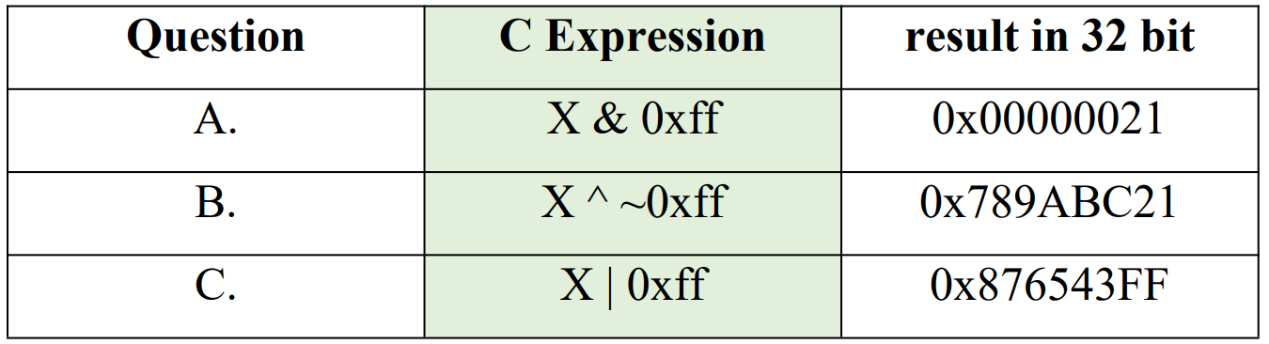 Question C Expression result in 32 bit
A. X & 0xff 0x00000021
B. X ^ ~0xff 0x789ABC21
C. X | 0xff 0x876543FF